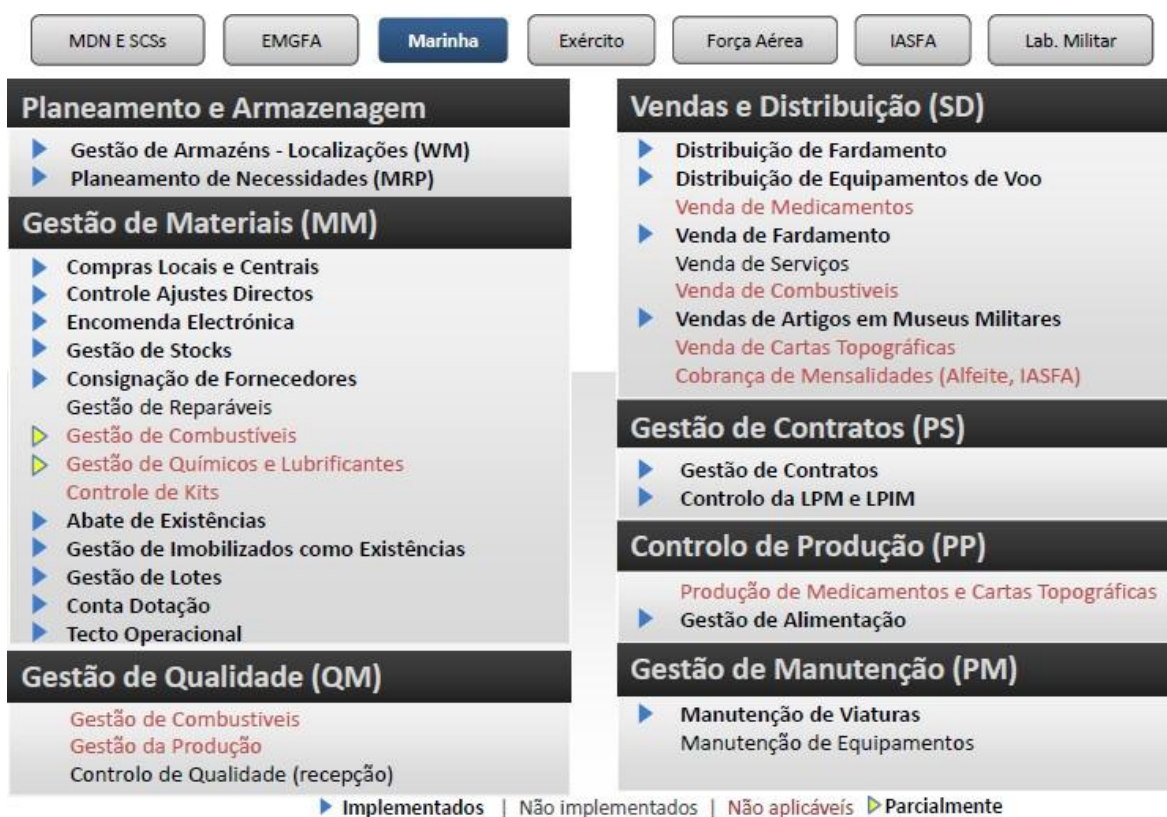 MDN E SCSs
EMGFA
Marinha
Exército
Força Aérea
IASFA
Lab. Militar
Planeamento e Armazenagem
Gestão de Armazéns - Localizações (WM)
Planeamento de Necessidades (MRP)
Gestão de Materiais (MM)
Compras Locais e Centrais
Controle Ajustes Directos
Encomenda Electrónica
Gestão de Stocks
Consignação de Fornecedores
Gestão de Reparáveis
Gestão de Combustíveis
Gestão de Químicos e Lubrificantes
Controle de Kits
Abate de Existências
Gestão de Imobilizados como Existências
Gestão de Lotes
Conta Dotação
Tecto Operacional
Gestão de Qualidade (QM)
Gestão de Combustiveis
Gestão da Produção
Controlo de Qualidade (recepção)
Vendas e Distribuição (SD)
Distribuição de Fardamento
Distribuição de Equipamentos de Voo
Venda de Medicamentos
Venda de Fardamento
Venda de Serviços
Venda de Combustiveis
Vendas de Artigos em Museus Militares
Venda de Cartas Topográficas
Cobrança de Mensalidades (Alfeite, IASFA)
Gestão de Contratos (PS)
Gestão de Contratos
Controlo da LPM e LPIM
Controlo de Produção (PP)
Produção de Medicamentos e Cartas Topográficas
Gestão de Alimentação
Gestão de Manutenção (PM)
Manutenção de Viaturas
Manutenção de Equipamentos
Implementados | Não implementados | Não aplicáveis Parcialmente